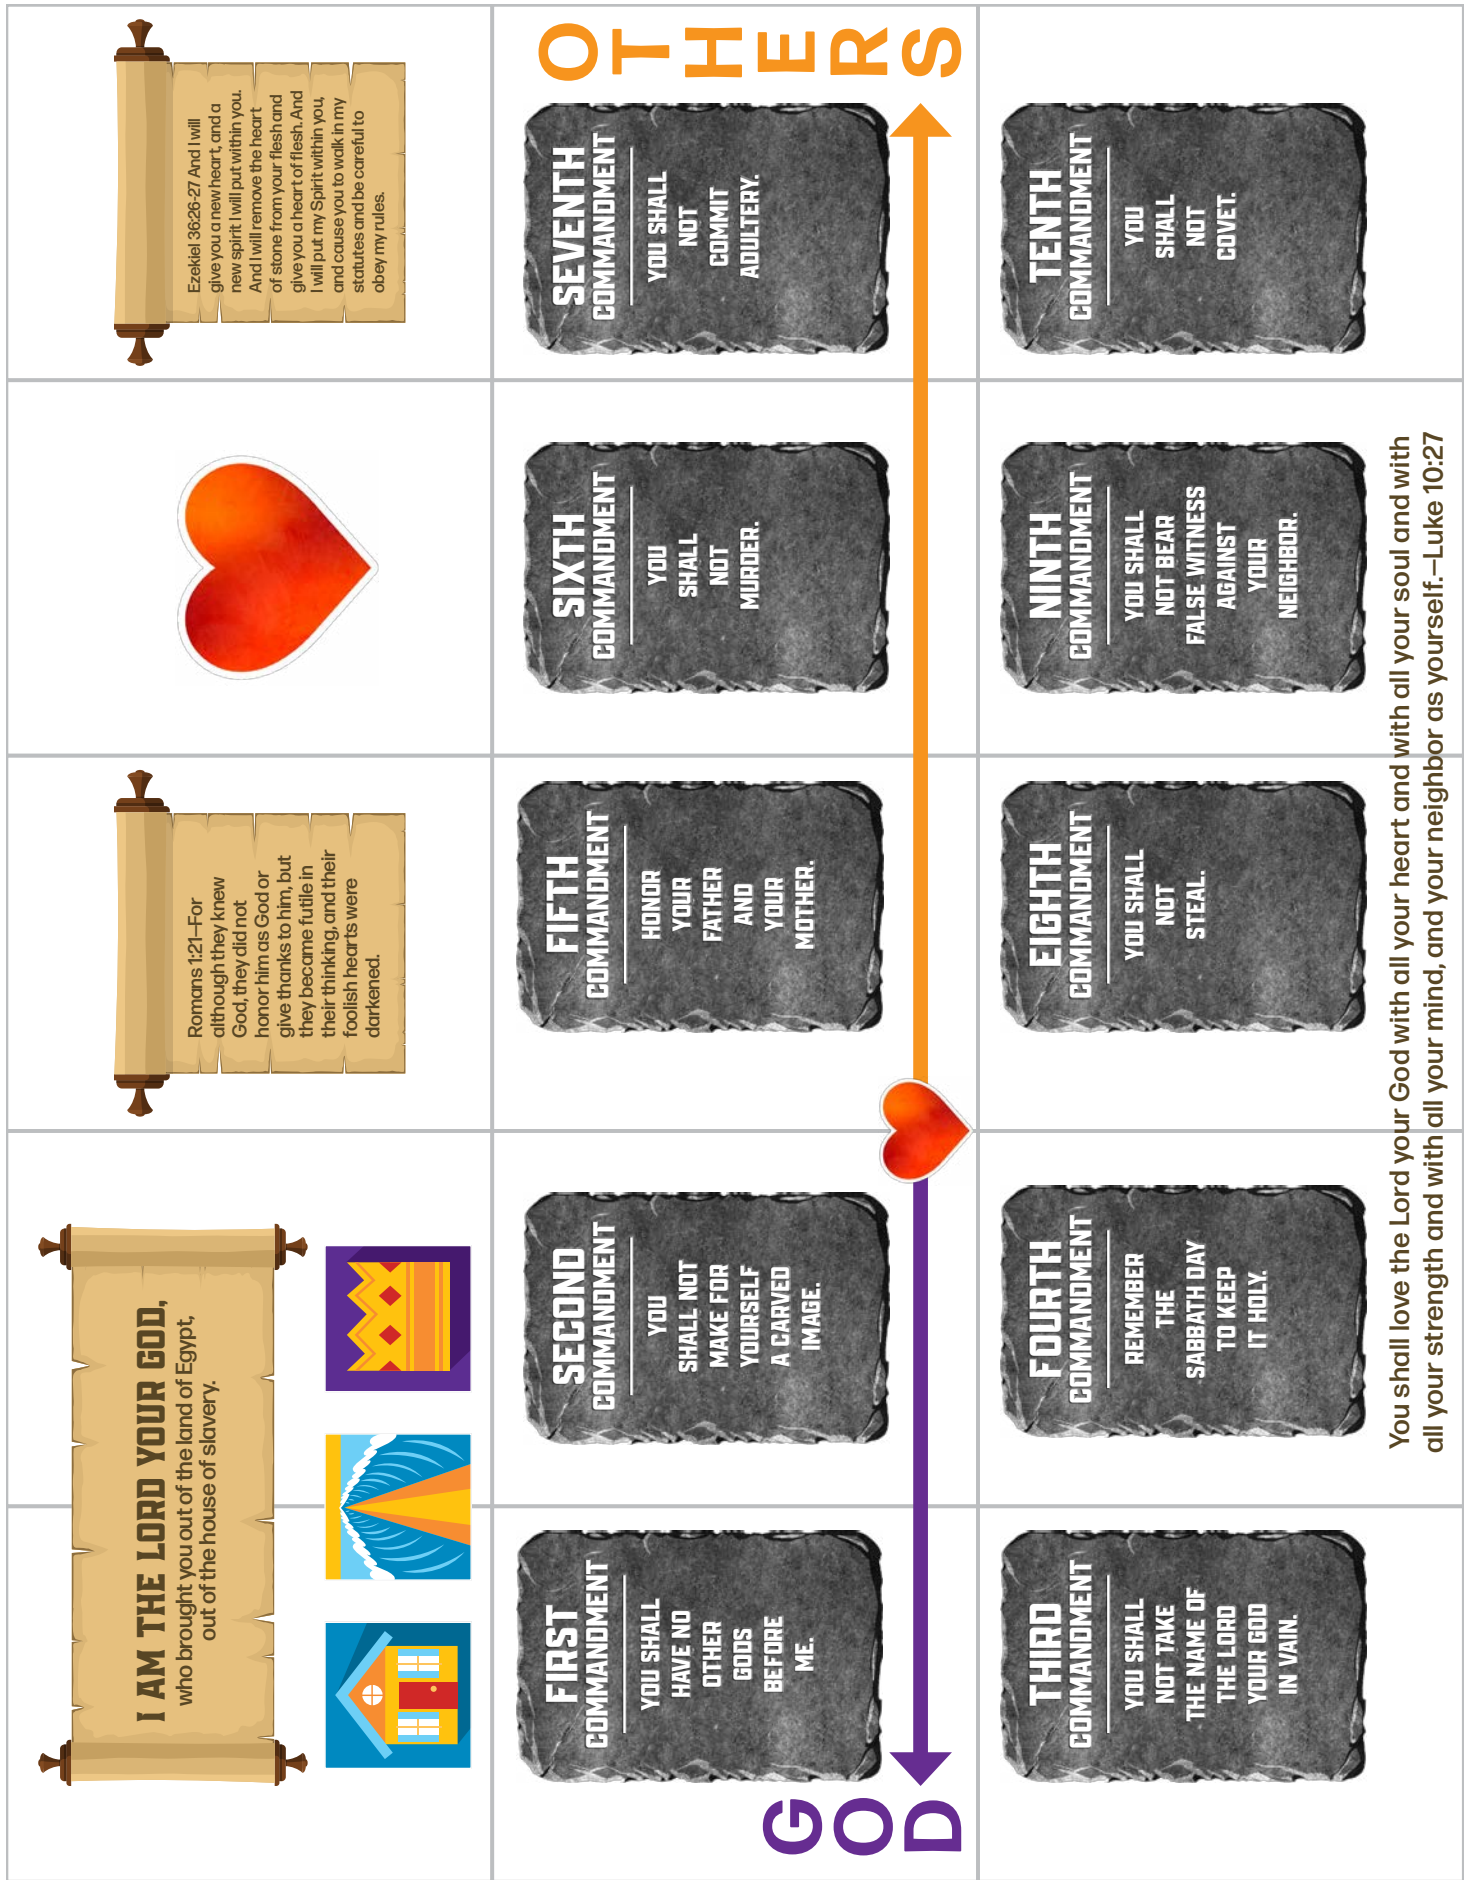 I AM THE LORD YOUR GOD,
who brought you out of the land of Egypt,
out of the house of slavery.
Romans 1:21—For
although they knew
God, they did not
honor him as God or
give thanks to him, but
they became futile in
their thinking, and their
foolish hearts were
darkened.
Ezekiel 36:26-27 And I will
give you a new heart, and a
new spirit I will put within you.
And I will remove the heart
of stone from your flesh and
give you a heart of flesh. And
I will put my Spirit within you,
and cause you to walk in my
statutes and be careful to
obey my rules.
GOD
FIRST
COMMANDMENT
YOU SHALL
HAVE NO
OTHER
GODS
BEFORE
ME.
SECOND
COMMANDMENT
YOU
SHALL NOT
MAKE FOR
YOURSELF
A CARVED
IMAGE.
FIFTH
COMMANDMENT
HONOR
YOUR
FATHER
AND
YOUR
MOTHER.
SIXTH
COMMANDMENT
YOU
SHALL
NOT
MURDER.
SEVENTH
COMMANDMENT
YOU SHALL
NOT
COMMIT
ADULTERY.
OTHERS
THIRD
COMMANDMENT
YOU SHALL
NOT TAKE
THE NAME OF
THE LORD
YOUR GOD
IN VAIN.
FOURTH
COMMANDMENT
REMEMBER
THE
SABBATH DAY
TO KEEP
IT HOLY.
EIGHTH
COMMANDMENT
YOU SHALL
NOT
STEAL.
NINTH
COMMANDMENT
YOU SHALL
NOT BEAR
FALSE WITNESS
AGAINST
YOUR
NEIGHBOR.
TENTH
COMMANDMENT
YOU
SHALL
NOT
COVET.
You shall love the Lord your God with all your heart and with all your soul and with
all your strength and with all your mind, and your neighbor as yourself.—Luke 10:27